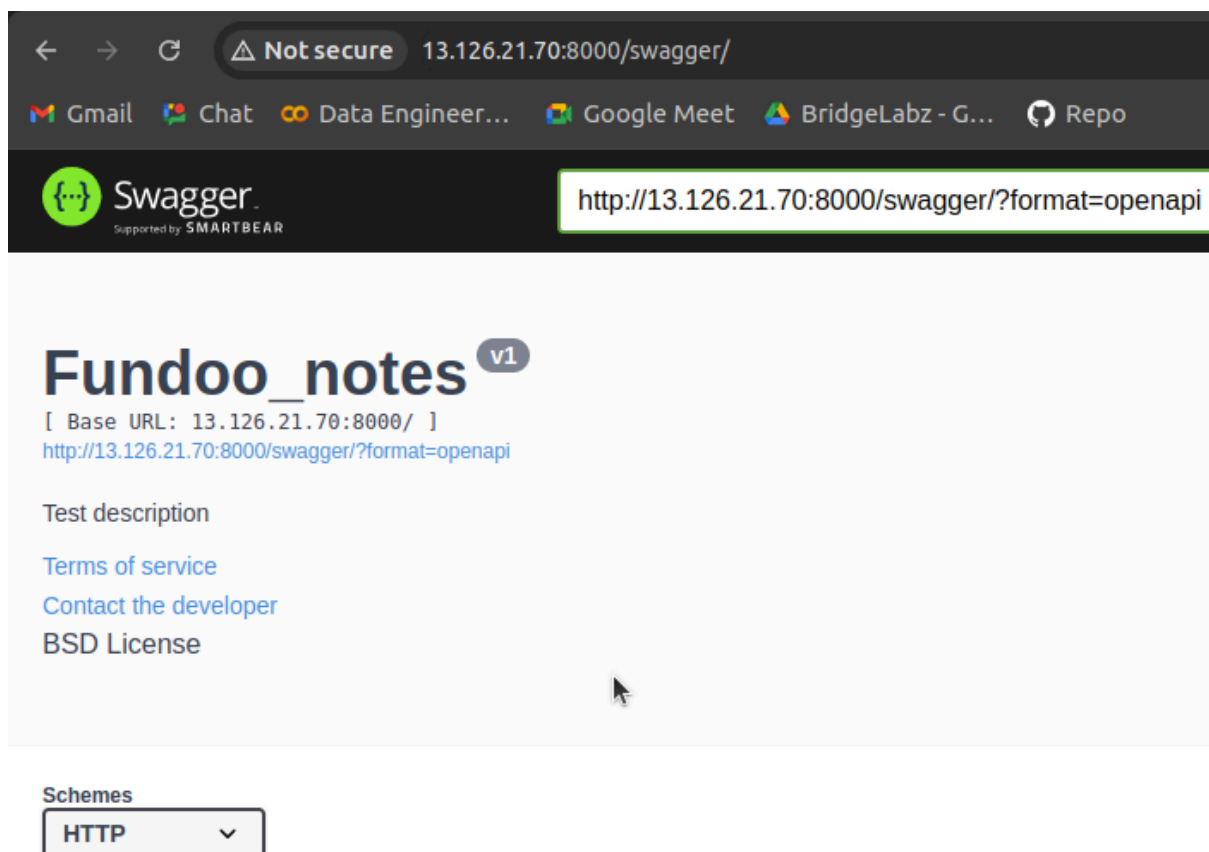 Not secure 13.126.21.70:8000/swagger/
Gmail Chat Data Engineer... Google Meet BridgeLabz - G... Repo
{...} Swagger. http://13.126.21.70:8000/swagger/?format=openapi
Supported by SMARTBEAR
Fundoo_notes v1
[ Base URL: 13.126.21.70:8000/ ]
http://13.126.21.70:8000/swagger/?format=openapi
Test description
Terms of service
Contact the developer
BSD License
Schemes
HTTP